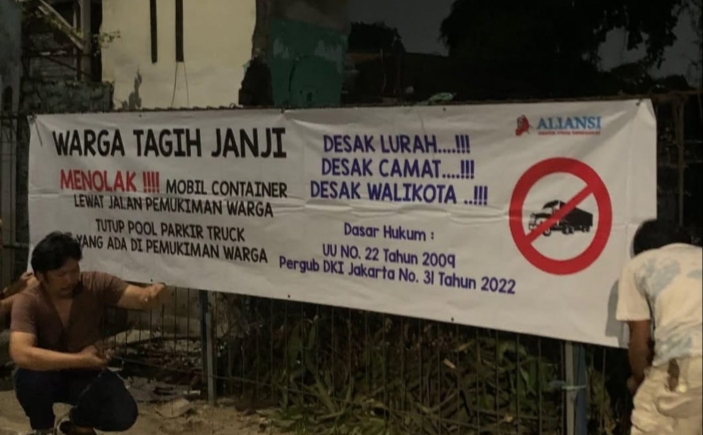 WARGA TAGIH JANJI
MENOLAK !!!! MOBIL CONTAINER
LEWAT JALAN PEMUKIMAN WARGA
TUTUP POOL PARKIR TRUCK
YANG ADA DI PEMUKIMAN WARGA
DESAK LURAH....!!!
DESAK CAMAT....!!!
DESAK WALIKOTA ..!!!
Dasar Hukum :
UU NO. 22 Tahun 2009
Pergub DKI Jakarta No. 31 Tahun 2022
ALIANSI